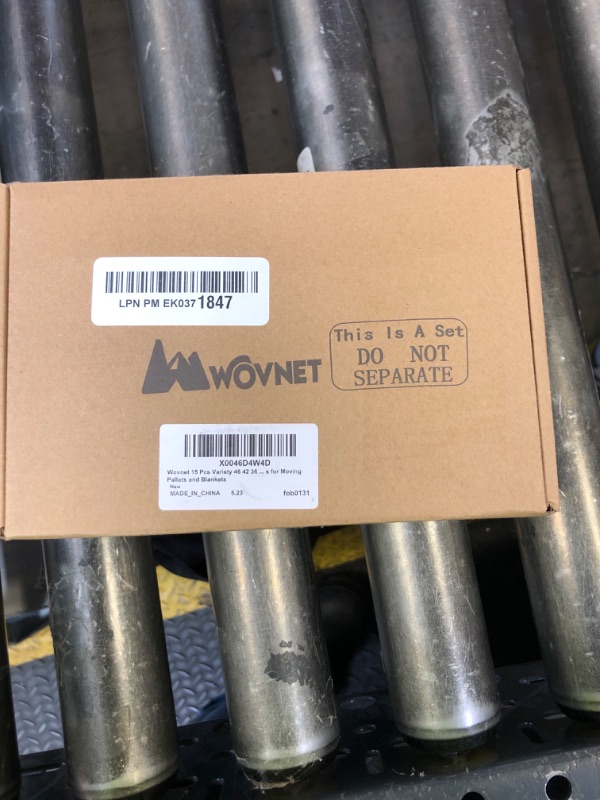 LPN PM EK0371847
WOVNET
This Is A Set
DO NOT
SEPARATE
X0046D4W4D
Wovnet 15 Pcs Variety 46 42 36 ... s for Moving
Pallets and Blankets
New
MADE_IN_CHINA 5.23 fob0131